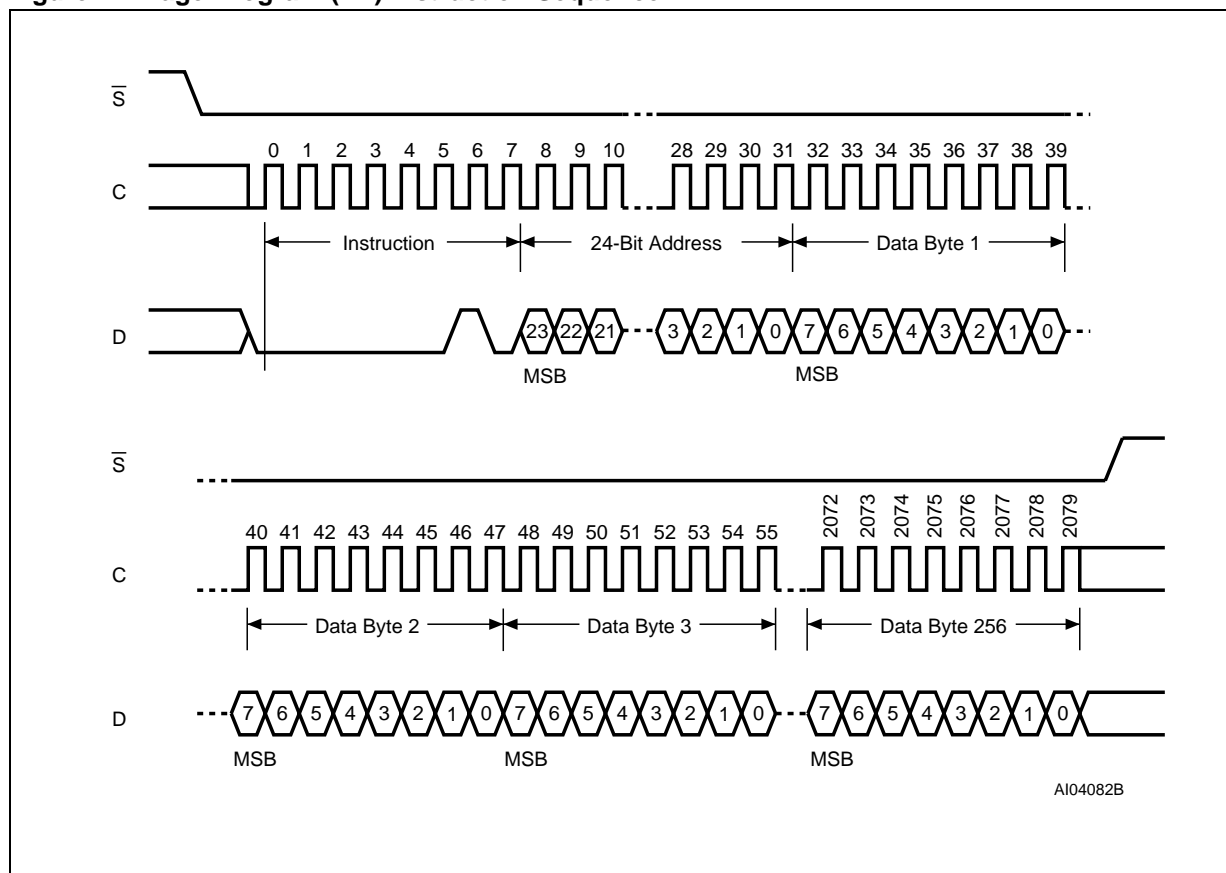 S
0 1 2 3 4 5 6 7 8 9 10 28 29 30 31 32 33 34 35 36 37 38 39
C
Instruction 24-Bit Address Data Byte 1
D 23 22 21 3 2 1 0 7 6 5 4 3 2 1 0
MSB MSB
S
40 41 42 43 44 45 46 47 48 49 50 51 52 53 54 55 2072 2073 2074 2075 2076 2077 2078 2079
C
Data Byte 2 Data Byte 3 Data Byte 256
D 7 6 5 4 3 2 1 0 7 6 5 4 3 2 1 0 7 6 5 4 3 2 1 0
MSB MSB MSB
AI04082B